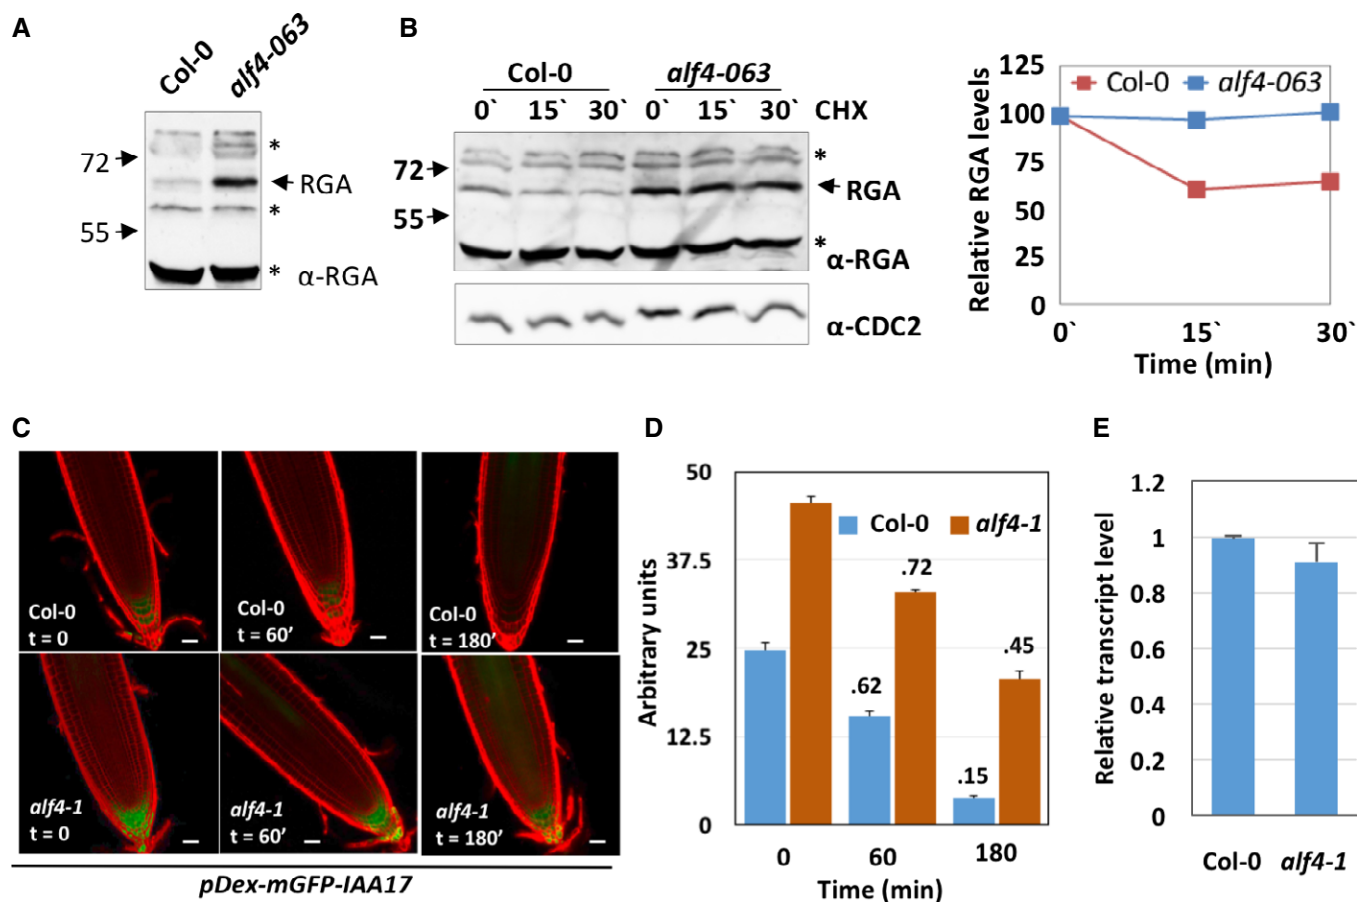 A
Col-0
alf4-063
72
55
*
RGA
*
*
α-RGA
B
Col-0
alf4-063
0` 15` 30` 0` 15` 30` CHX
72
55
*
RGA
*
α-RGA
α-CDC2
Relative RGA levels
125
100
75
50
25
0
Col-0
alf4-063
0` 15` 30`
Time (min)
C
Col-0
t = 0
Col-0
t = 60’
Col-0
t = 180’
alf4-1
t = 0
alf4-1
t = 60’
alf4-1
t = 180’
pDex-mGFP-IAA17
D
Arbitrary units
50
37.5
25
12.5
0
Col-0
alf4-1
.62
.72
.15
.45
0 60 180
Time (min)
E
Relative transcript level
1.2
1
0.8
0.6
0.4
0.2
0
Col-0 alf4-1